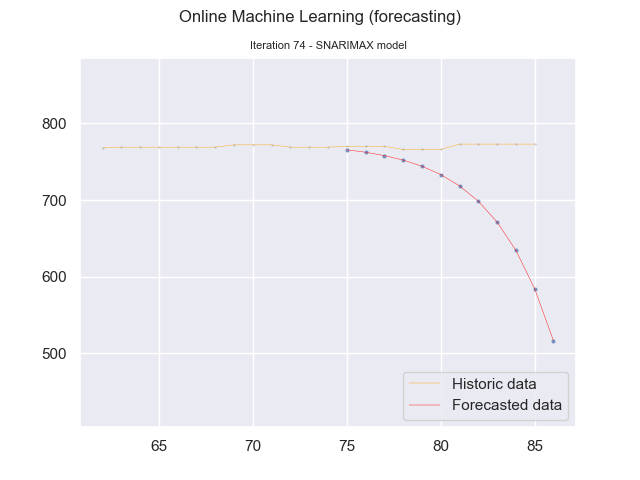 Online Machine Learning (forecasting)
Iteration 74 - SNARIMAX model
800
700
600
500
65 70 75 80 85
Historic data
Forecasted data